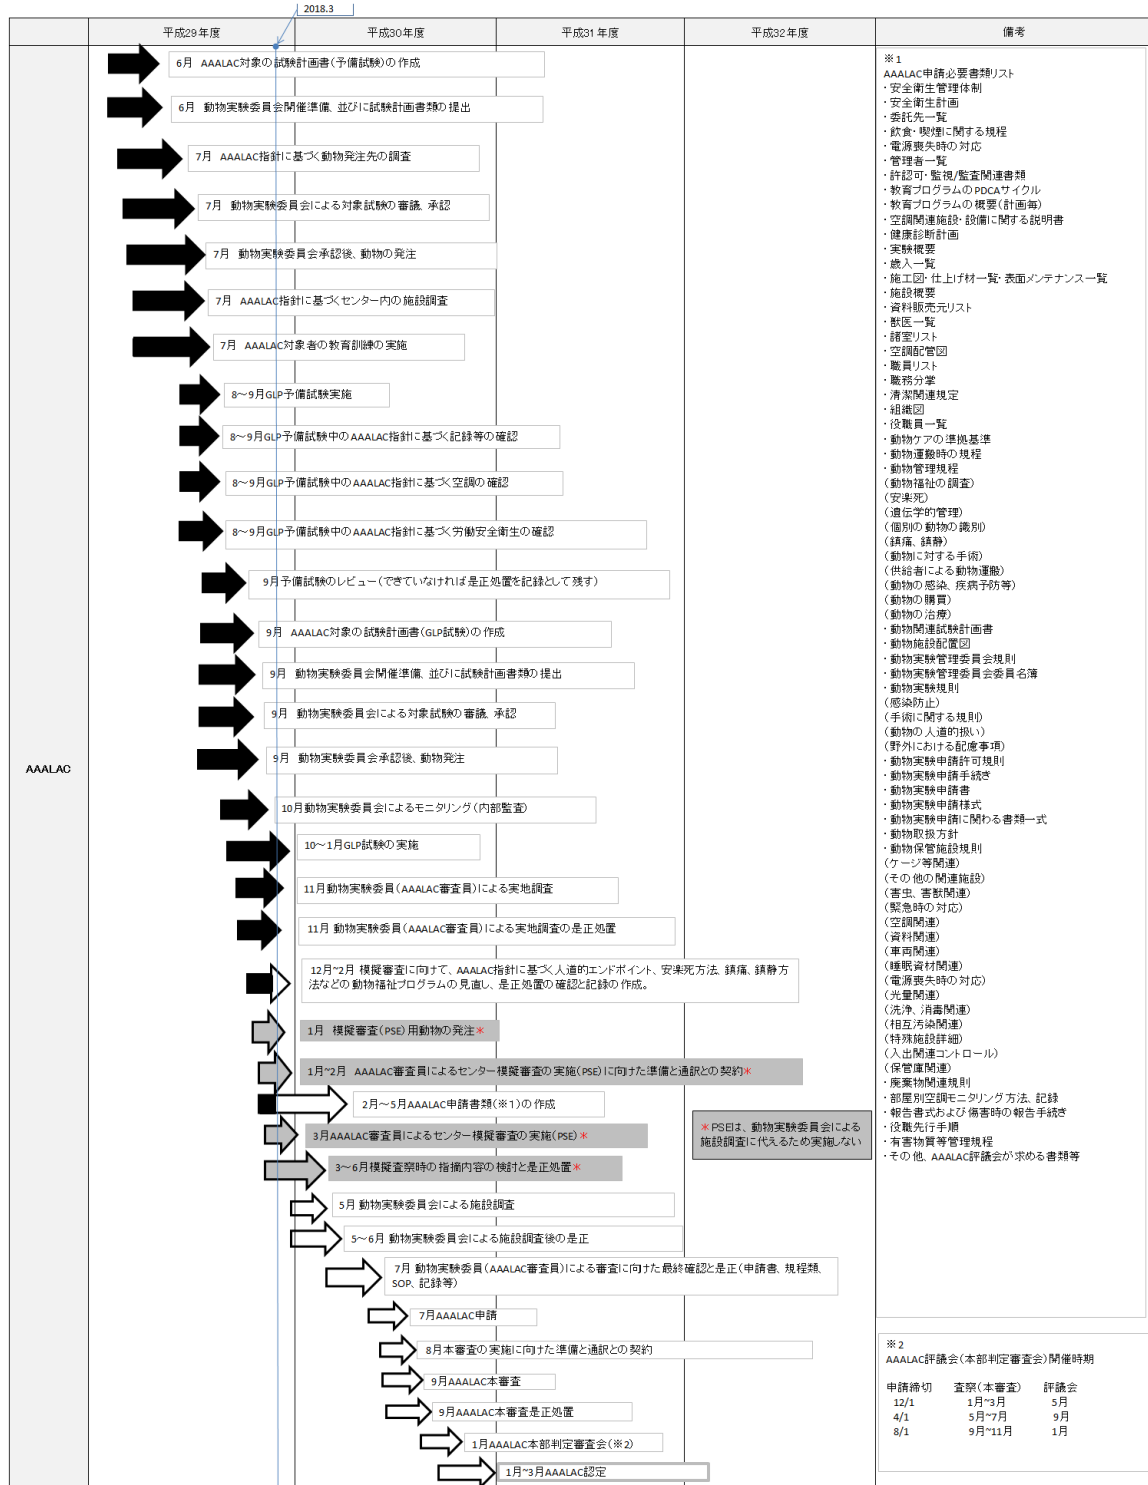 2018.3
平成29年度
平成30年度
平成31年度
平成32年度
備考
AAALAC
6月 AAALAC対象の試験計画書(予備試験)の作成
6月 動物実験委員会開催準備、並びに試験計画書類の提出
7月 AAALAC指針に基づく動物発注先の調査
7月 動物実験委員会による対象試験の審議、承認
7月 動物実験委員会承認後、動物の発注
7月 AAALAC指針に基づくセンター内の施設調査
7月 AAALAC対象者の教育訓練の実施
8～9月GLP予備試験実施
8～9月GLP予備試験中のAAALAC指針に基づく記録等の確認
8～9月GLP予備試験中のAAALAC指針に基づく空調の確認
8～9月GLP予備試験中のAAALAC指針に基づく労働安全衛生の確認
9月予備試験のレビュー(できていなければ是正処置を記録として残す)
9月 AAALAC対象の試験計画書(GLP試験)の作成
9月 動物実験委員会開催準備、並びに試験計画書類の提出
9月 動物実験委員会による対象試験の審議、承認
9月 動物実験委員会承認後、動物発注
10月動物実験委員会によるモニタリング(内部監査)
10～1月GLP試験の実施
11月動物実験委員(AAALAC審査員)による実地調査
11月 動物実験委員(AAALAC審査員)による実地調査の是正処置
12月~2月 模擬審査に向けて、AAALAC指針に基づく人道的エンドポイント、安楽死方法、鎮痛、鎮静方
法などの動物福祉プログラムの見直し、是正処置の確認と記録の作成。
1月 模擬審査(PSE)用動物の発注*
1月~2月 AAALAC審査員によるセンター模擬審査の実施(PSE)に向けた準備と通訳との契約*
2月～5月AAALAC申請書類(※1)の作成
3月AAALAC審査員によるセンター模擬審査の実施(PSE)*
3～6月模擬査察時の指摘内容の検討と是正処置*
5月 動物実験委員会による施設調査
5～6月 動物実験委員会による施設調査後の是正
7月 動物実験委員(AAALAC審査員)による審査に向けた最終確認と是正(申請書、規程類、
SOP、記録等)
7月AAALAC申請
8月本審査の実施に向けた準備と通訳との契約
9月AAALAC本審査
9月AAALAC本審査是正処置
1月AAALAC本部判定審査会(※2)
1月~3月AAALAC認定
*PSEは、動物実験委員会による
施設調査に代えるため実施しない
※1
AAALAC申請必要書類リスト
・安全衛生管理体制
・安全衛生計画
・委託先一覧
・飲食・喫煙に関する規程
・電源喪失時の対応
・管理者一覧
・許認可・監視/監査関連書類
・教育プログラムのPDCAサイクル
・教育プログラムの概要(計画毎)
・空調関連施設・設備に関する説明書
・健康診断計画
・実験概要
・歳入一覧
・施工図・仕上げ材一覧・表面メンテナンス一覧
・施設概要
・資料販売元リスト
・獣医一覧
・諸室リスト
・空調配管図
・職員リスト
・職務分掌
・清潔関連規定
・組織図
・役職員一覧
・動物ケアの準拠基準
・動物運搬時の規程
・動物管理規程
(動物福祉の調査)
(安楽死)
(遺伝学的管理)
(個別の動物の識別)
(鎮痛、鎮静)
(動物に対する手術)
(供給者による動物運搬)
(動物の感染、疾病予防等)
(動物の購買)
(動物の治療)
・動物関連試験計画書
・動物施設配置図
・動物実験管理委員会規則
・動物実験管理委員会委員名簿
・動物実験規則
(感染防止)
(手術に関する規則)
(動物の人道的扱い)
(野外における配慮事項)
・動物実験申請許可規則
・動物実験申請手続き
・動物実験申請書
・動物実験申請様式
・動物実験申請に関わる書類一式
・動物取扱方針
・動物保管施設規則
(ケージ等関連)
(その他の関連施設)
(害虫、害獣関連)
(緊急時の対応)
(空調関連)
(資料関連)
(車両関連)
(睡眠資材関連)
(電源喪失時の対応)
(光量関連)
(洗浄、消毒関連)
(相互汚染関連)
(特殊施設詳細)
(入出関連コントロール)
(保管庫関連)
・廃棄物関連規則
・部屋別空調モニタリング方法、記録
・報告書式および傷害時の報告手続き
・役職先行手順
・有害物質等管理規程
・その他、AAALAC評議会が求める書類等
※2
AAALAC評議会(本部判定審査会)開催時期
申請締切 査察(本審査) 評議会
12/1 1月~3月 5月
4/1 5月~7月 9月
8/1 9月~11月 1月